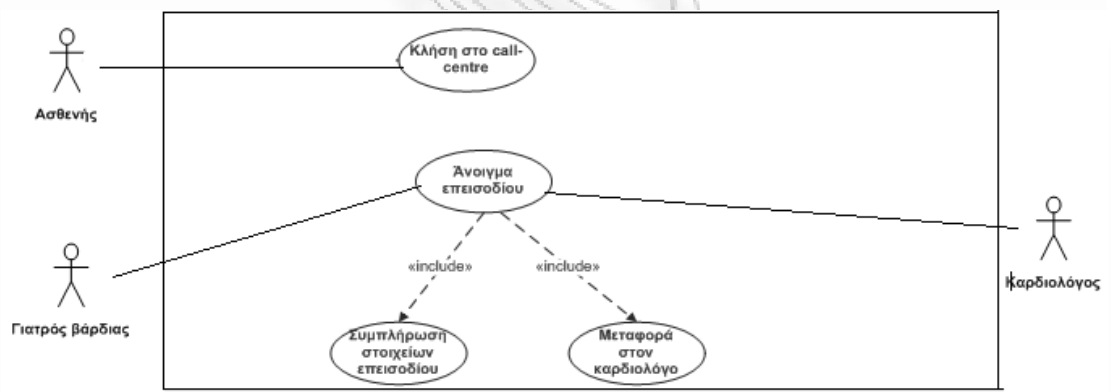 Κλήση στο call-
centre
Ασθενής
Άνοιγμα
επεισοδίου
«include»
«include»
Καρδιολόγος
Γιατρός βάρδιας
Συμπλήρωση
στοιχείων
επεισοδίου
Μεταφορά
στον
καρδιολόγο